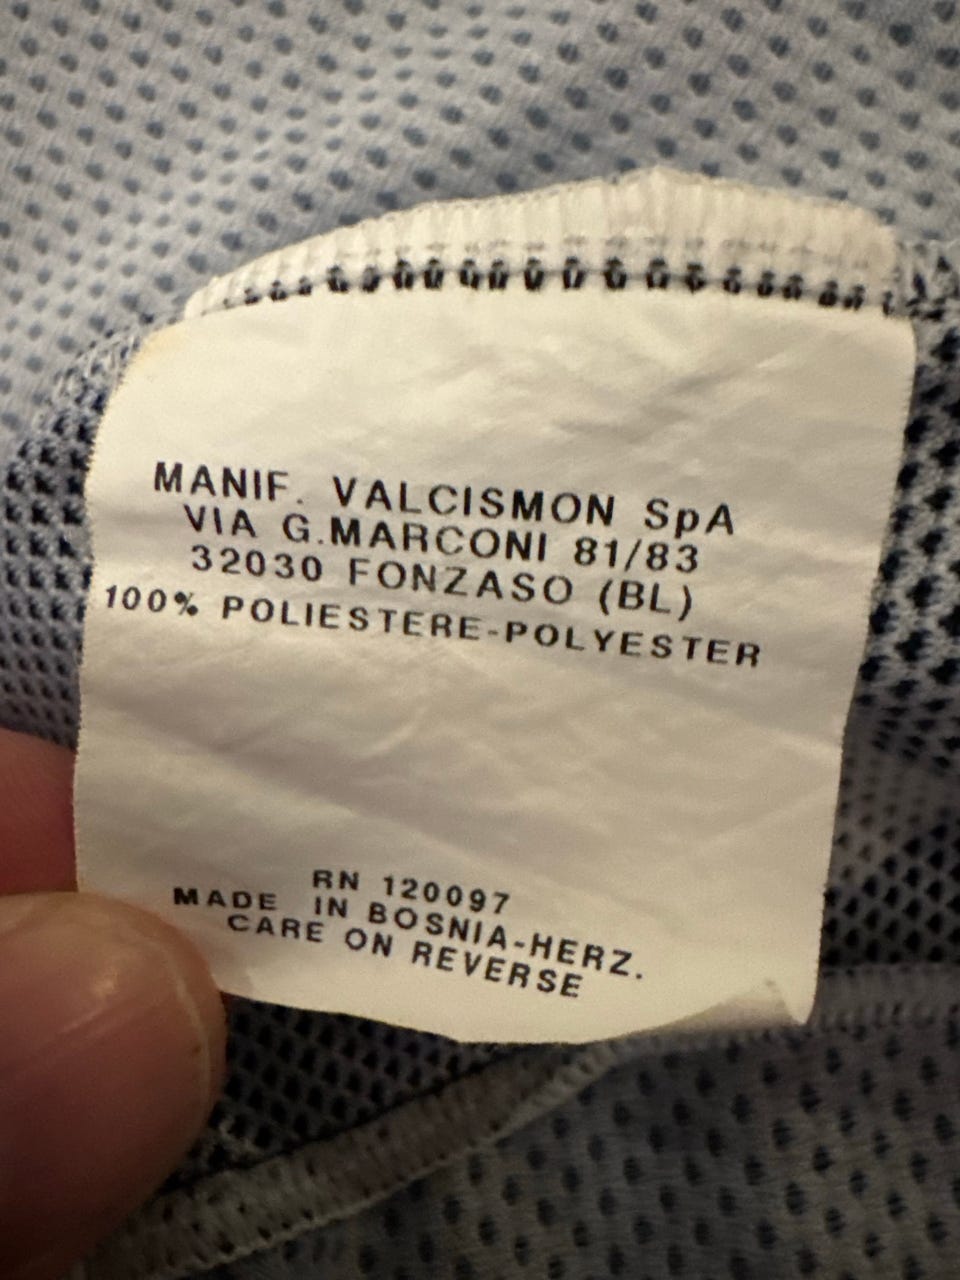 MANIF. VALCISMON SpA
VIA G.MARCONI 81/83
32030 FONZASO (BL)
100% POLIESTERE-POLYESTER
RN 120097
MADE IN BOSNIA-HERZ.
CARE ON REVERSE